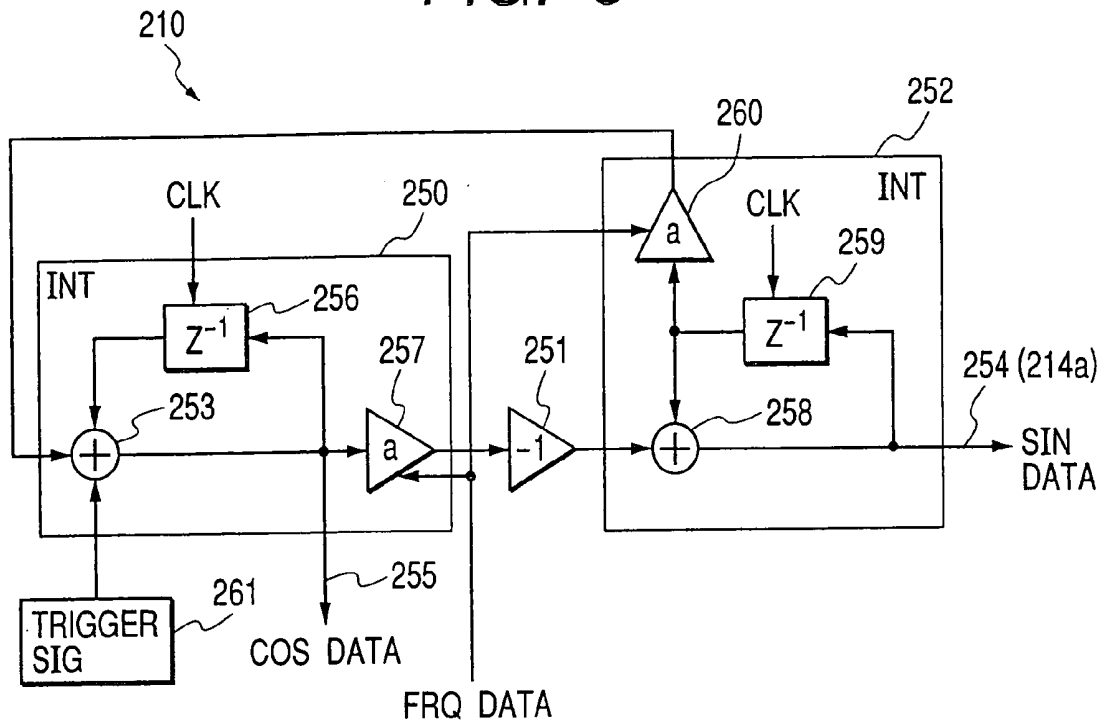 210
252
260
INT
CLK
250
CLK
a
259
INT
256
Z⁻¹
Z⁻¹
257
251
254 (214a)
253
258
a
-1
SIN
DATA
261
255
TRIGGER
SIG
COS DATA
FRQ DATA